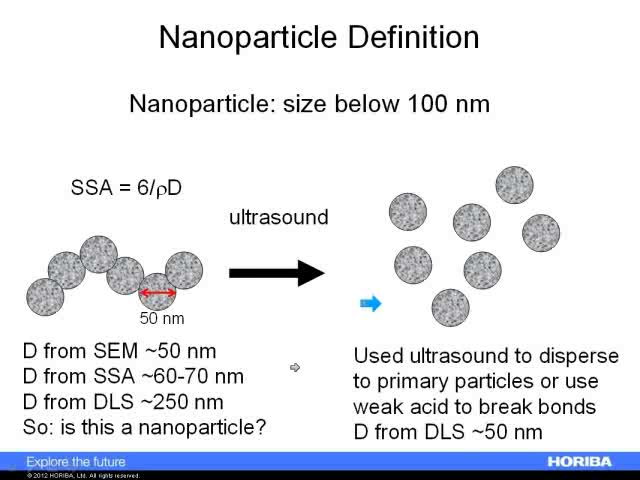 Nanoparticle Definition
Nanoparticle: size below 100 nm
SSA = 6/ρD
ultrasound
50 nm
D from SEM ~50 nm
D from SSA ~60-70 nm
D from DLS ~250 nm
So: is this a nanoparticle?
Used ultrasound to disperse
to primary particles or use
weak acid to break bonds
D from DLS ~50 nm
Explore the future
HORIBA
© 2012 HORIBA, Ltd. All rights reserved.